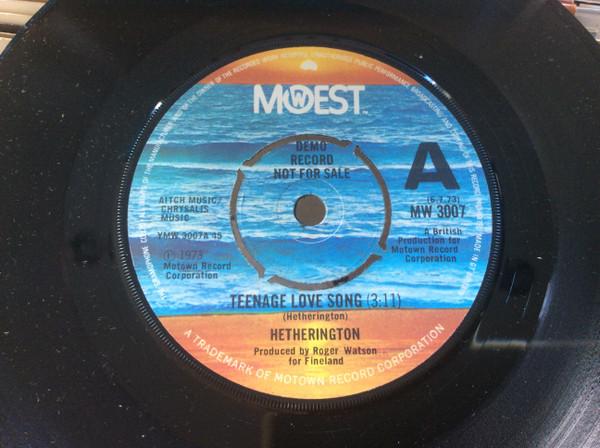 MOWEST
DEMO
RECORD
NOT FOR SALE
A
(6.7.73)
MW 3007
A British
Production for
Motown Record
Corporation
AITCH MUSIC/
CHRYSALIS
MUSIC
YMW 3007A 45
Ⓟ 1973
Motown Record
Corporation
TEENAGE LOVE SONG (3:11)
(Hetherington)
HETHERINGTON
Produced by Roger Watson
for Fineland
A TRADEMARK OF MOTOWN RECORD CORPORATION